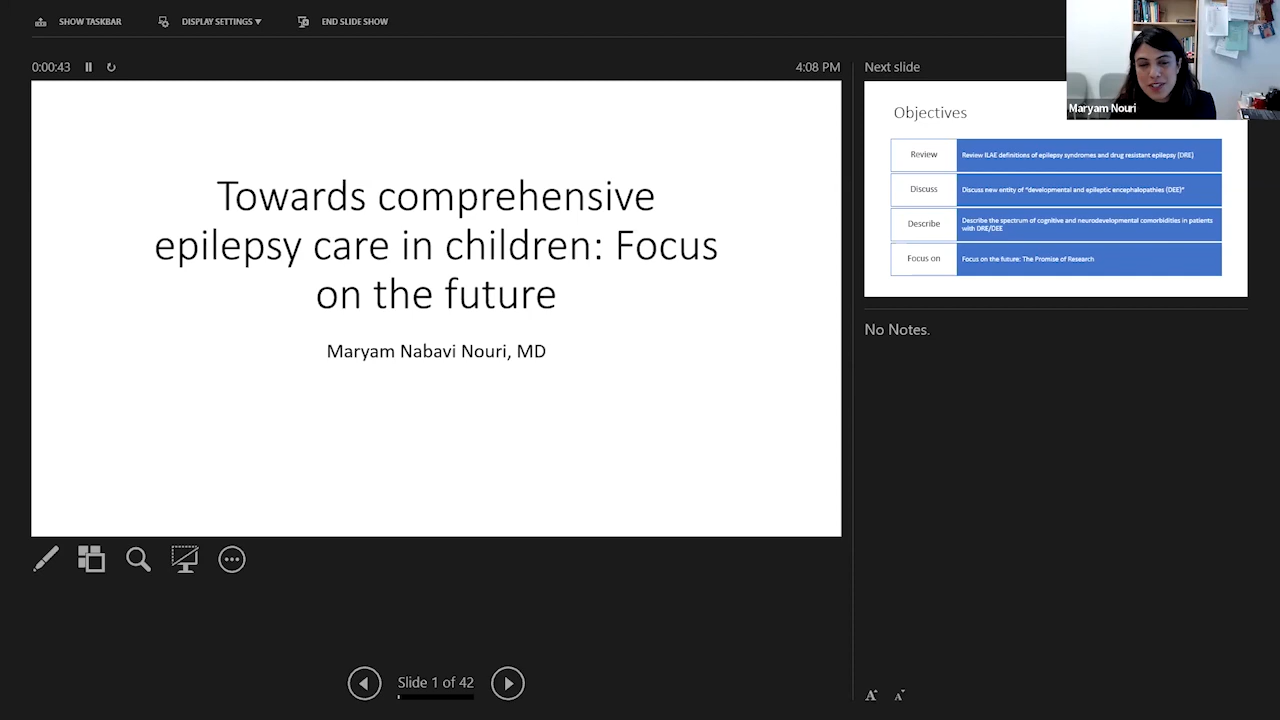 SHOW TASKBAR
DISPLAY SETTINGS ▼
END SLIDE SHOW
0:00:43
4:08 PM
Next slide
Maryam Nouri
Towards comprehensive
epilepsy care in children: Focus
on the future
Maryam Nabavi Nouri, MD
Objectives
Review
Review ILAE definitions of epilepsy syndromes and drug resistant epilepsy (DRE)
Discuss
Discuss new entity of "developmental and epileptic encephalopathies (DEE)"
Describe
Describe the spectrum of cognitive and neurodevelopmental comorbidities in patients
with DRE/DEE
Focus on
Focus on the future: The Promise of Research
No Notes.
Slide 1 of 42
A A